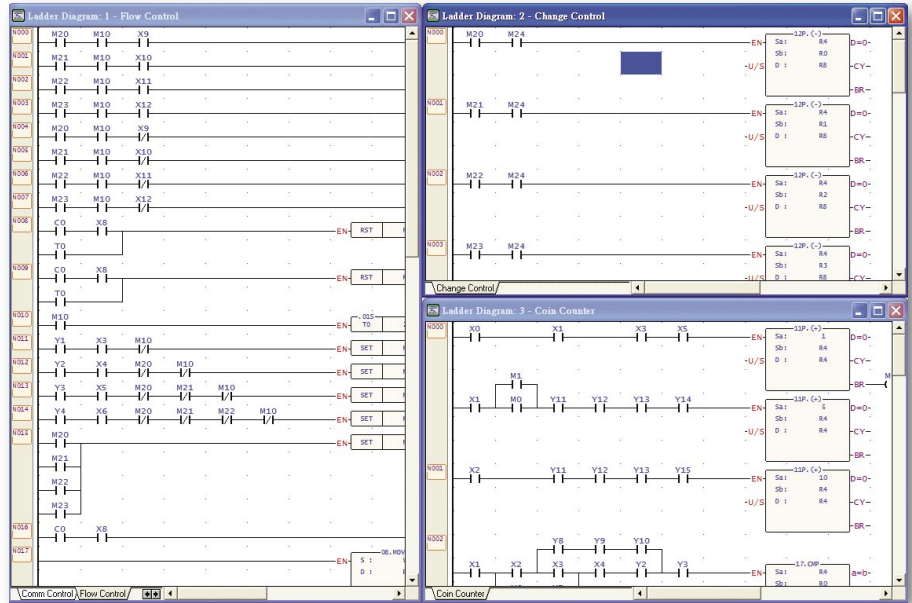 Ladder Diagram: 1 - Flow Control
N000
M20 M10 X9
N001
M21 M10 X10
N002
M22 M10 X11
N003
M23 M10 X12
N004
M20 M10 X9
N005
M21 M10 X10
N006
M22 M10 X11
N007
M23 M10 X12
N008
C0 X8
EN RST
T0
N009
C0 X8
EN RST
T0
N010
M10
EN .01S
T0
N011
Y1 X3 M10
EN SET
N012
Y2 X4 M20 M10
EN SET
N013
Y3 X5 M20 M21 M10
EN SET
N014
Y4 X6 M20 M21 M22 M10
EN SET
N015
M20
EN SET
M21
M22
M23
N016
C0 X8
N017
08.MOV
EN S :
D :
Comm Control Flow Control
Ladder Diagram: 2 - Change Control
N000
M20 M24
12P.(-)
EN Sa: R4 D=0
Sb: R0
U/S D : R8 CY
BR
N001
M21 M24
12P.(-)
EN Sa: R4 D=0
Sb: R1
U/S D : R8 CY
BR
N002
M22 M24
12P.(-)
EN Sa: R4 D=0
Sb: R2
U/S D : R8 CY
BR
N003
M23 M24
12P.(-)
EN Sa: R4 D=0
Sb: R3
U/S D : R8 CY
Change Control
Ladder Diagram: 3 - Coin Counter
N000
X0 X1 X3 X5
11P.(+)
EN Sa: 1 D=0
Sb: R4
U/S D : R4 CY
M1
BR
X1 M0 Y11 Y12 Y13 Y14
11P.(+)
EN Sa: 5 D=0
Sb: R4
U/S D : R4 CY
BR
N001
X2 Y11 Y12 Y13 Y15
11P.(+)
EN Sa: 10 D=0
Sb: R4
U/S D : R4 CY
BR
N002
Y8 Y9 Y10
X1 X2 X3 X4 Y2 Y3
17.CMP
EN Sa: R4 a=b
Sb: R0
Coin Counter